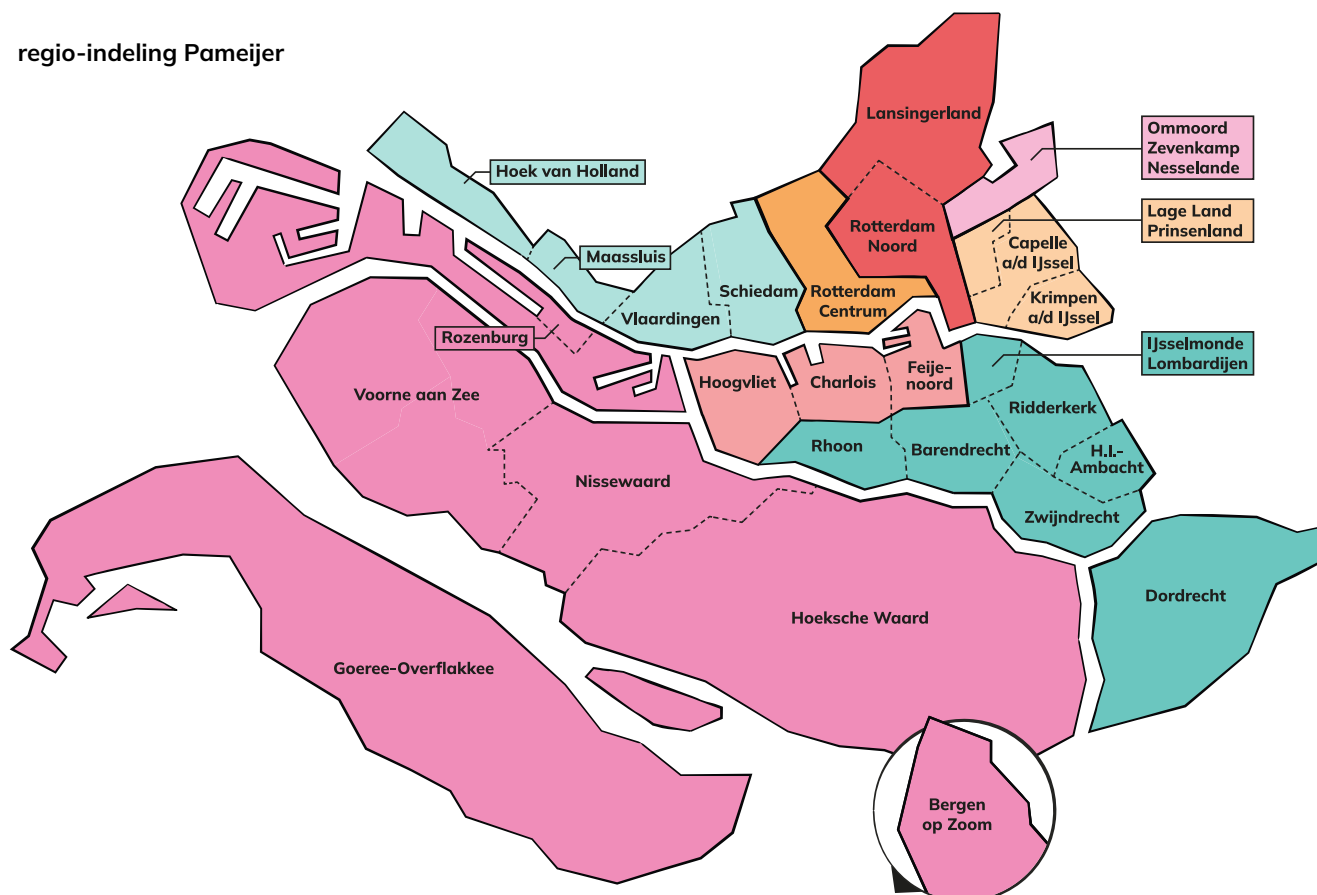 regio-indeling Pameijer
Lansingerland
Ommoord
Zevenkamp
Nesselande
Hoek van Holland
Lage Land
Prinsenland
Rotterdam
Noord
Capelle
a/d IJssel
Maassluis
Schiedam
Rotterdam
Centrum
Krimpen
a/d IJssel
Vlaardingen
Rozenburg
IJsselmonde
Lombardijen
Hoogvliet
Charlois
Feije-
noord
Voorne aan Zee
Ridderkerk
Rhoon
Barendrecht
H.I.-
Ambacht
Nissewaard
Zwijndrecht
Dordrecht
Hoeksche Waard
Goeree-Overflakkee
Bergen
op Zoom